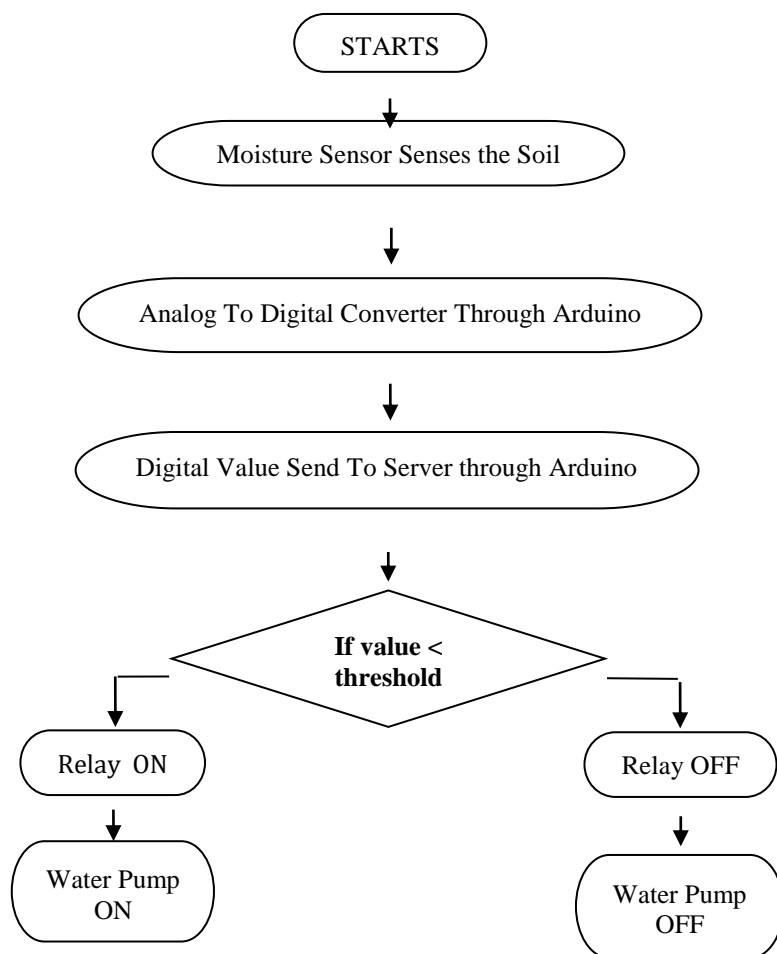 STARTS
Moisture Sensor Senses the Soil
Analog To Digital Converter Through Arduino
Digital Value Send To Server through Arduino
If value <
threshold
Relay ON
Relay OFF
Water Pump
ON
Water Pump
OFF